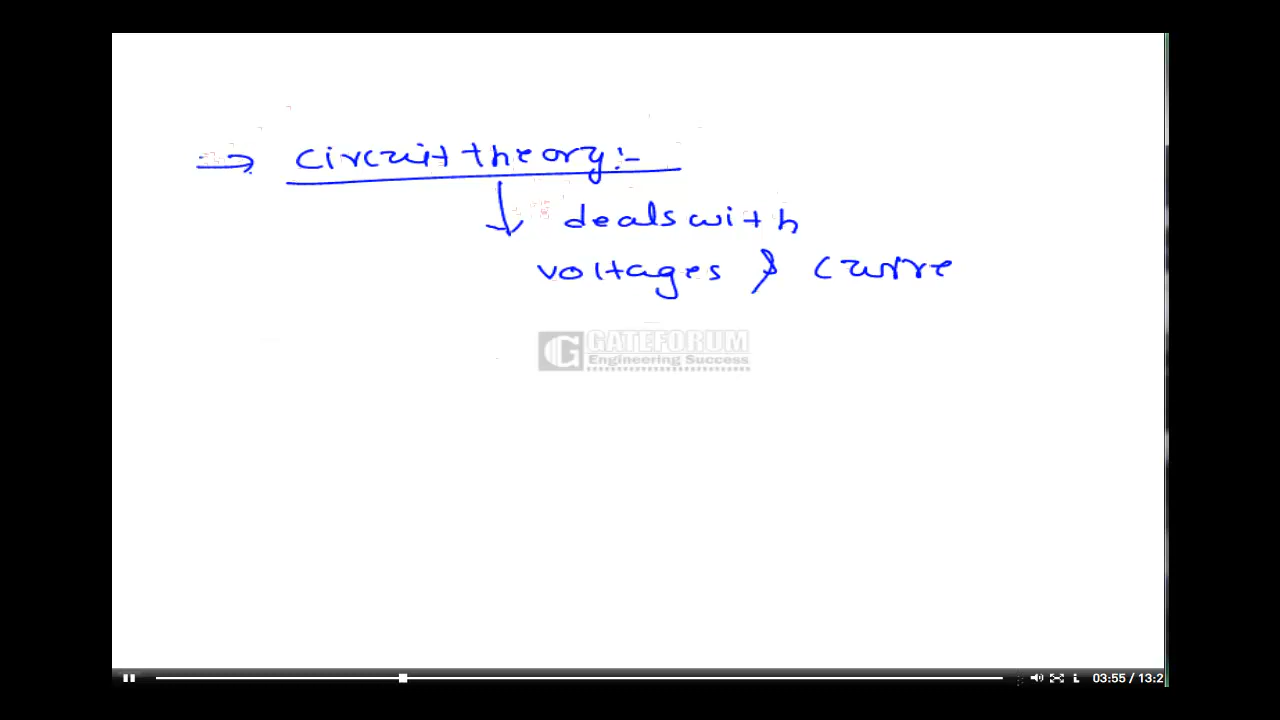 ⇒ circuit theory:-
↓ deals with
voltages & curre
GATEFORUM
Engineering Success
03:55 / 13:2